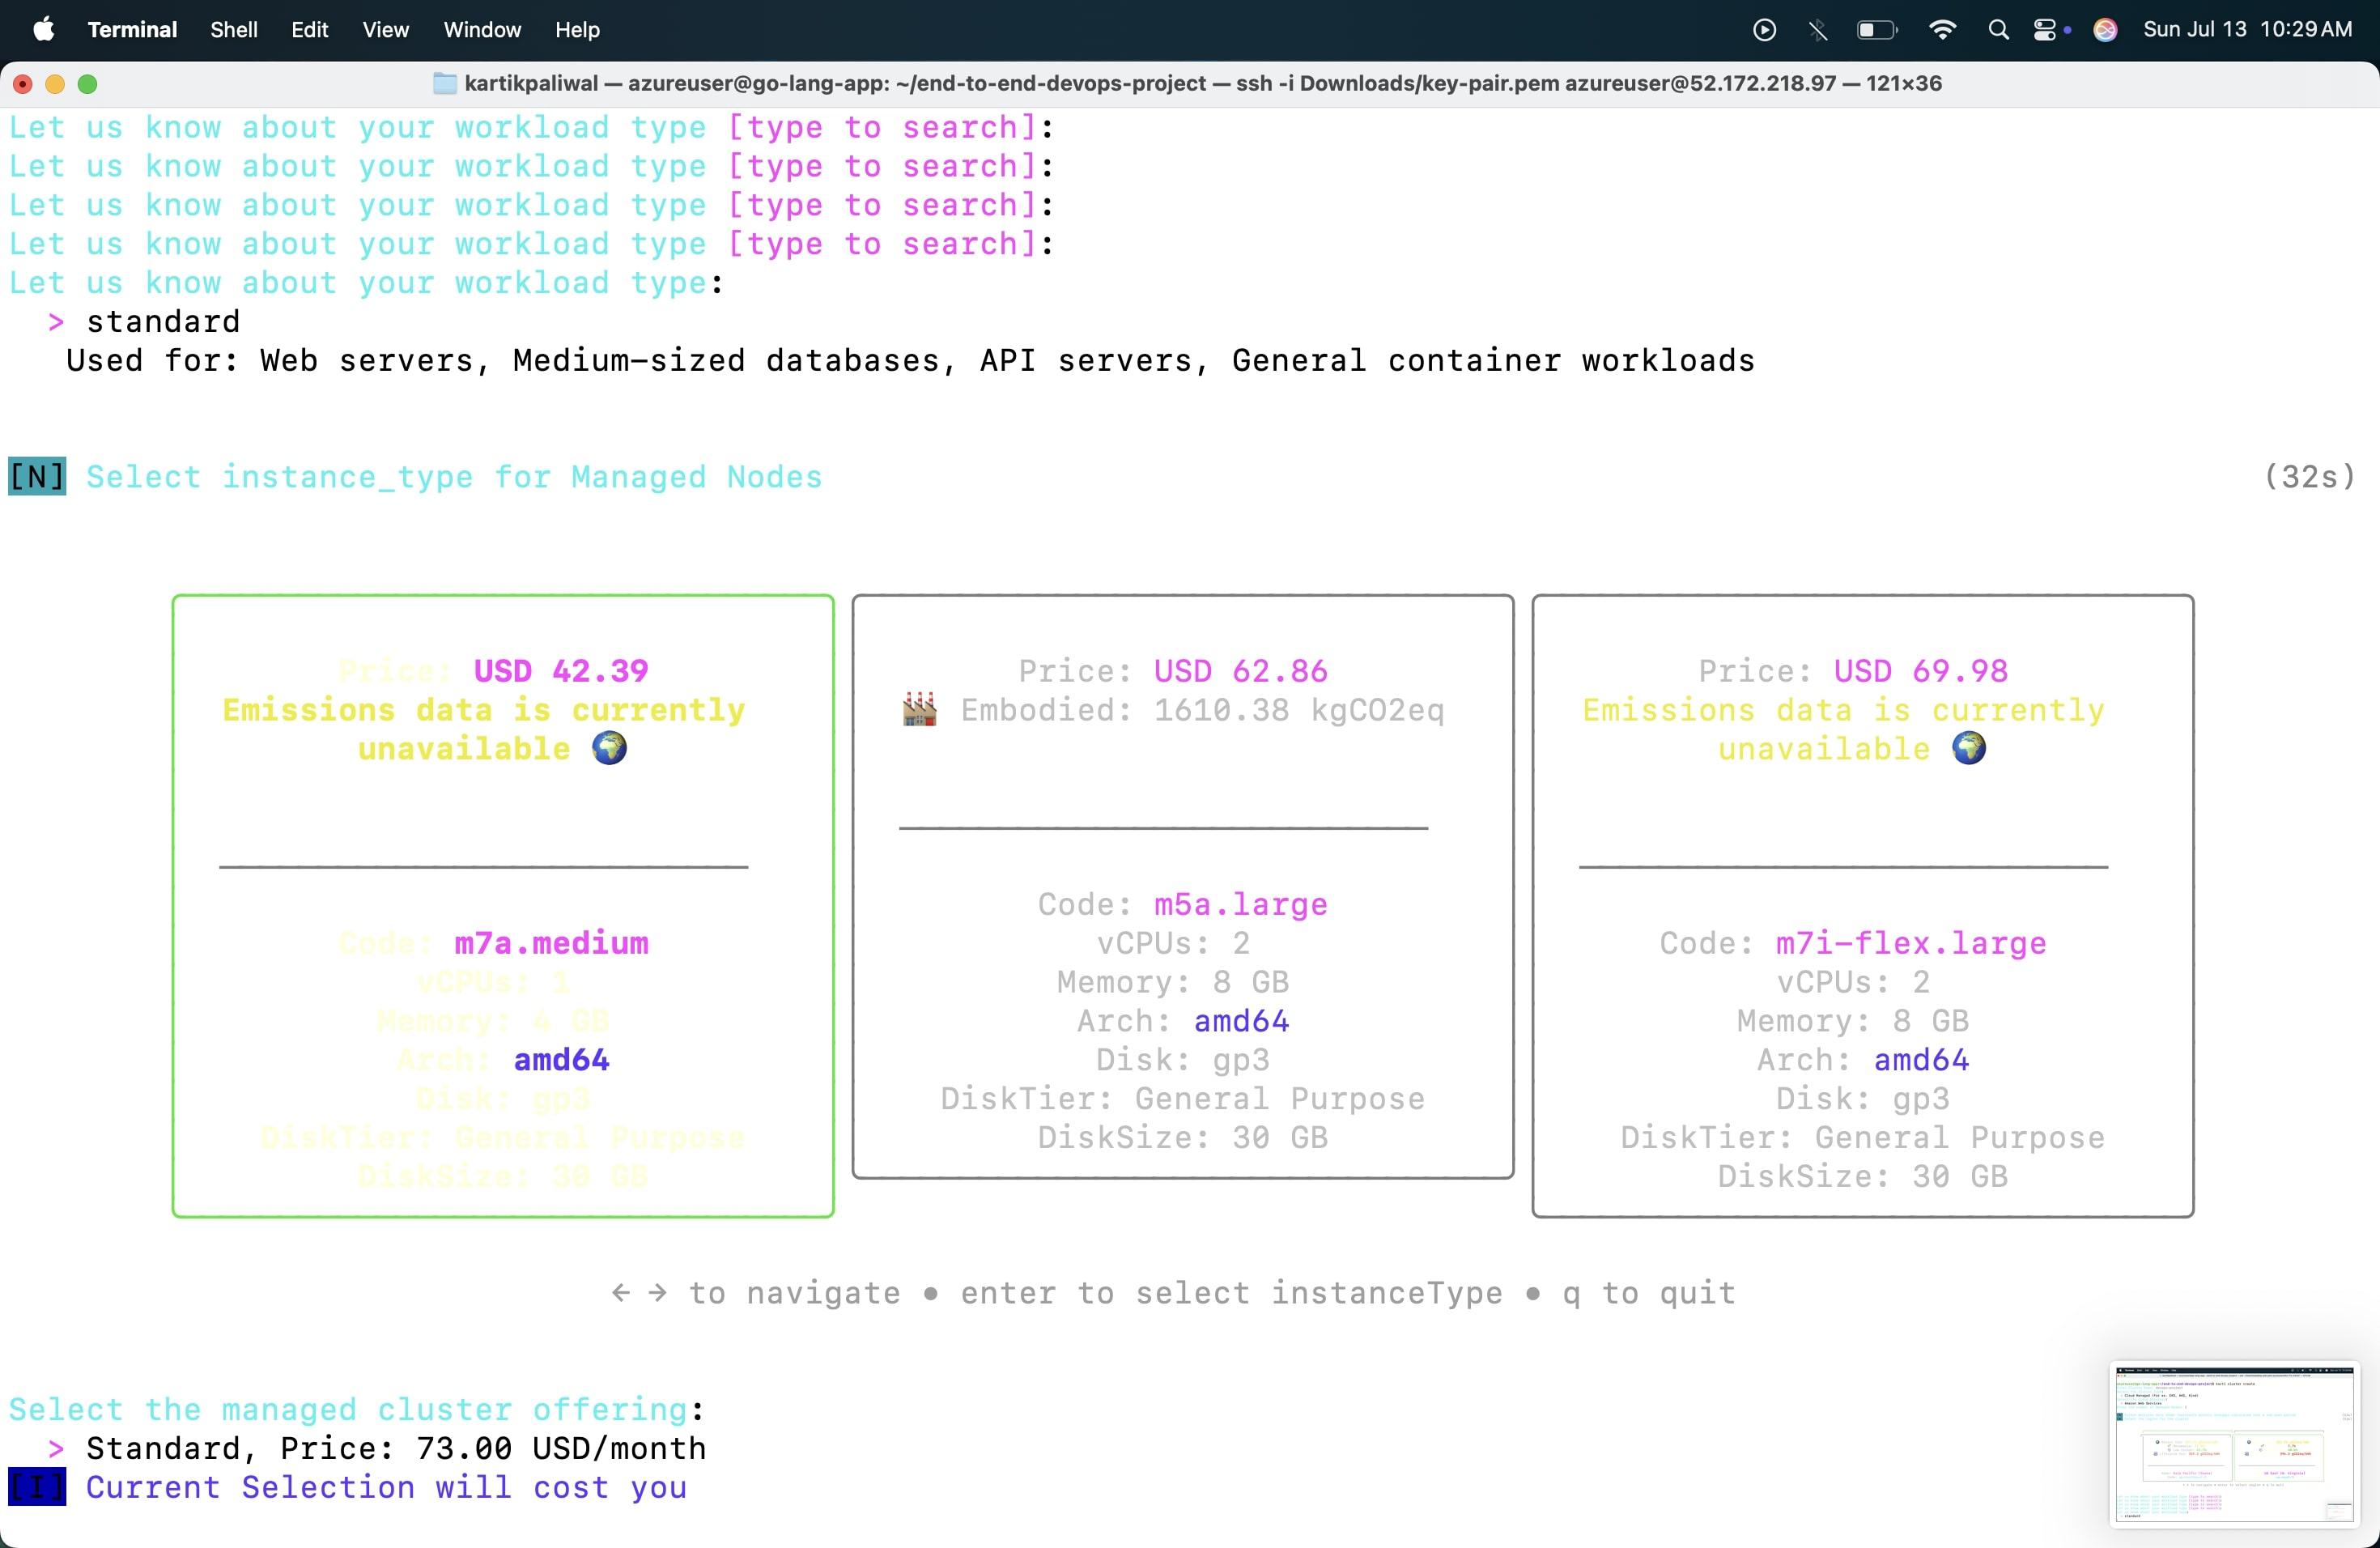 Terminal Shell Edit View Window Help Sun Jul 13 10:29 AM
kartikpaliwal — azureuser@go-lang-app: ~/end-to-end-devops-project — ssh -i Downloads/key-pair.pem azureuser@52.172.218.97 — 121×36
Let us know about your workload type [type to search]:
Let us know about your workload type [type to search]:
Let us know about your workload type [type to search]:
Let us know about your workload type [type to search]:
Let us know about your workload type:
> standard
Used for: Web servers, Medium-sized databases, API servers, General container workloads
[N] Select instance_type for Managed Nodes (32s)
Price: USD 42.39
Emissions data is currently
unavailable 🌍
Code: m7a.medium
vCPUs: 1
Memory: 4 GB
Arch: amd64
Disk: gp3
DiskTier: General Purpose
DiskSize: 30 GB
Price: USD 62.86
🏭 Embodied: 1610.38 kgCO2eq
Code: m5a.large
vCPUs: 2
Memory: 8 GB
Arch: amd64
Disk: gp3
DiskTier: General Purpose
DiskSize: 30 GB
Price: USD 69.98
Emissions data is currently
unavailable 🌍
Code: m7i-flex.large
vCPUs: 2
Memory: 8 GB
Arch: amd64
Disk: gp3
DiskTier: General Purpose
DiskSize: 30 GB
← → to navigate • enter to select instanceType • q to quit
Select the managed cluster offering:
> Standard, Price: 73.00 USD/month
[I] Current Selection will cost you